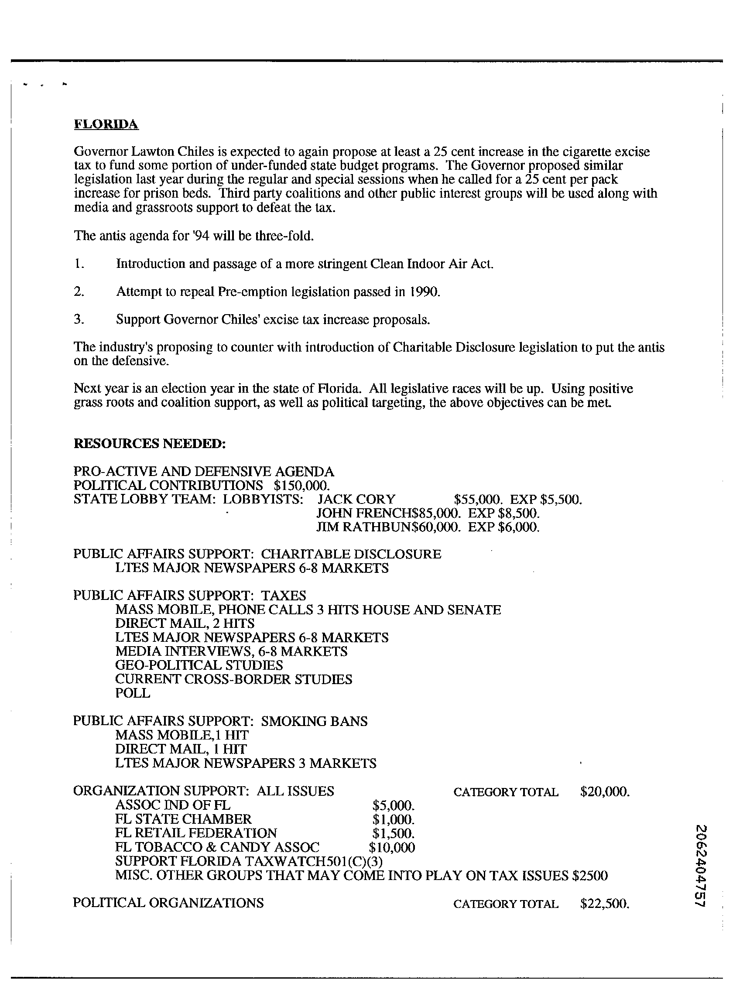 FLORIDA
Governor Lawton Chiles is expected to again propose at least a 25 cent increase in the cigarette excise
tax to fund some portion of under-funded state budget programs. The Governor proposed similar
legislation last year during the regular and special sessions when he called for a 25 cent per pack
increase for prison beds. Third party coalitions and other public interest groups will be used along with
media and grassroots support to defeat the tax.
The antis agenda for '94 will be three-fold.
1. Introduction and passage of a more stringent Clean Indoor Air Act.
2. Attempt to repeal Pre-emption legislation passed in 1990.
3. Support Governor Chiles' excise tax increase proposals.
The industry's proposing to counter with introduction of Charitable Disclosure legislation to put the antis
on the defensive.
Next year is an election year in the state of Florida. All legislative races will be up. Using positive
grass roots and coalition support, as well as political targeting, the above objectives can be met.
RESOURCES NEEDED:
PRO-ACTIVE AND DEFENSIVE AGENDA
POLITICAL CONTRIBUTIONS $150,000.
STATE LOBBY TEAM: LOBBYISTS: JACK CORY $55,000. EXP $5,500.
JOHN FRENCH$85,000. EXP $8,500.
JIM RATHBUN$60,000. EXP $6,000.
PUBLIC AFFAIRS SUPPORT: CHARITABLE DISCLOSURE
LTES MAJOR NEWSPAPERS 6-8 MARKETS
PUBLIC AFFAIRS SUPPORT: TAXES
MASS MOBILE, PHONE CALLS 3 HITS HOUSE AND SENATE
DIRECT MAIL, 2 HITS
LTES MAJOR NEWSPAPERS 6-8 MARKETS
MEDIA INTERVIEWS, 6-8 MARKETS
GEO-POLITICAL STUDIES
CURRENT CROSS-BORDER STUDIES
POLL
PUBLIC AFFAIRS SUPPORT: SMOKING BANS
MASS MOBILE,1 HIT
DIRECT MAIL, 1 HIT
LTES MAJOR NEWSPAPERS 3 MARKETS
ORGANIZATION SUPPORT: ALL ISSUES CATEGORY TOTAL $20,000.
ASSOC IND OF FL $5,000.
FL STATE CHAMBER $1,000.
FL RETAIL FEDERATION $1,500.
FL TOBACCO & CANDY ASSOC $10,000
SUPPORT FLORIDA TAXWATCH501(C)(3)
MISC. OTHER GROUPS THAT MAY COME INTO PLAY ON TAX ISSUES $2500
POLITICAL ORGANIZATIONS CATEGORY TOTAL $22,500.
2062404757